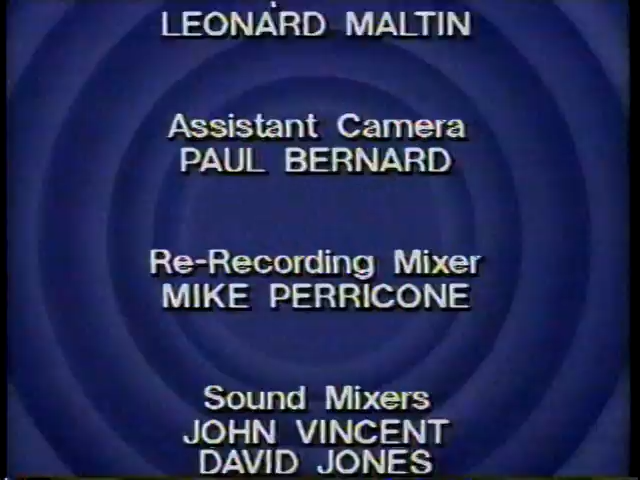 LEONARD MALTIN
Assistant Camera
PAUL BERNARD
Re-Recording Mixer
MIKE PERRICONE
Sound Mixers
JOHN VINCENT
DAVID JONES